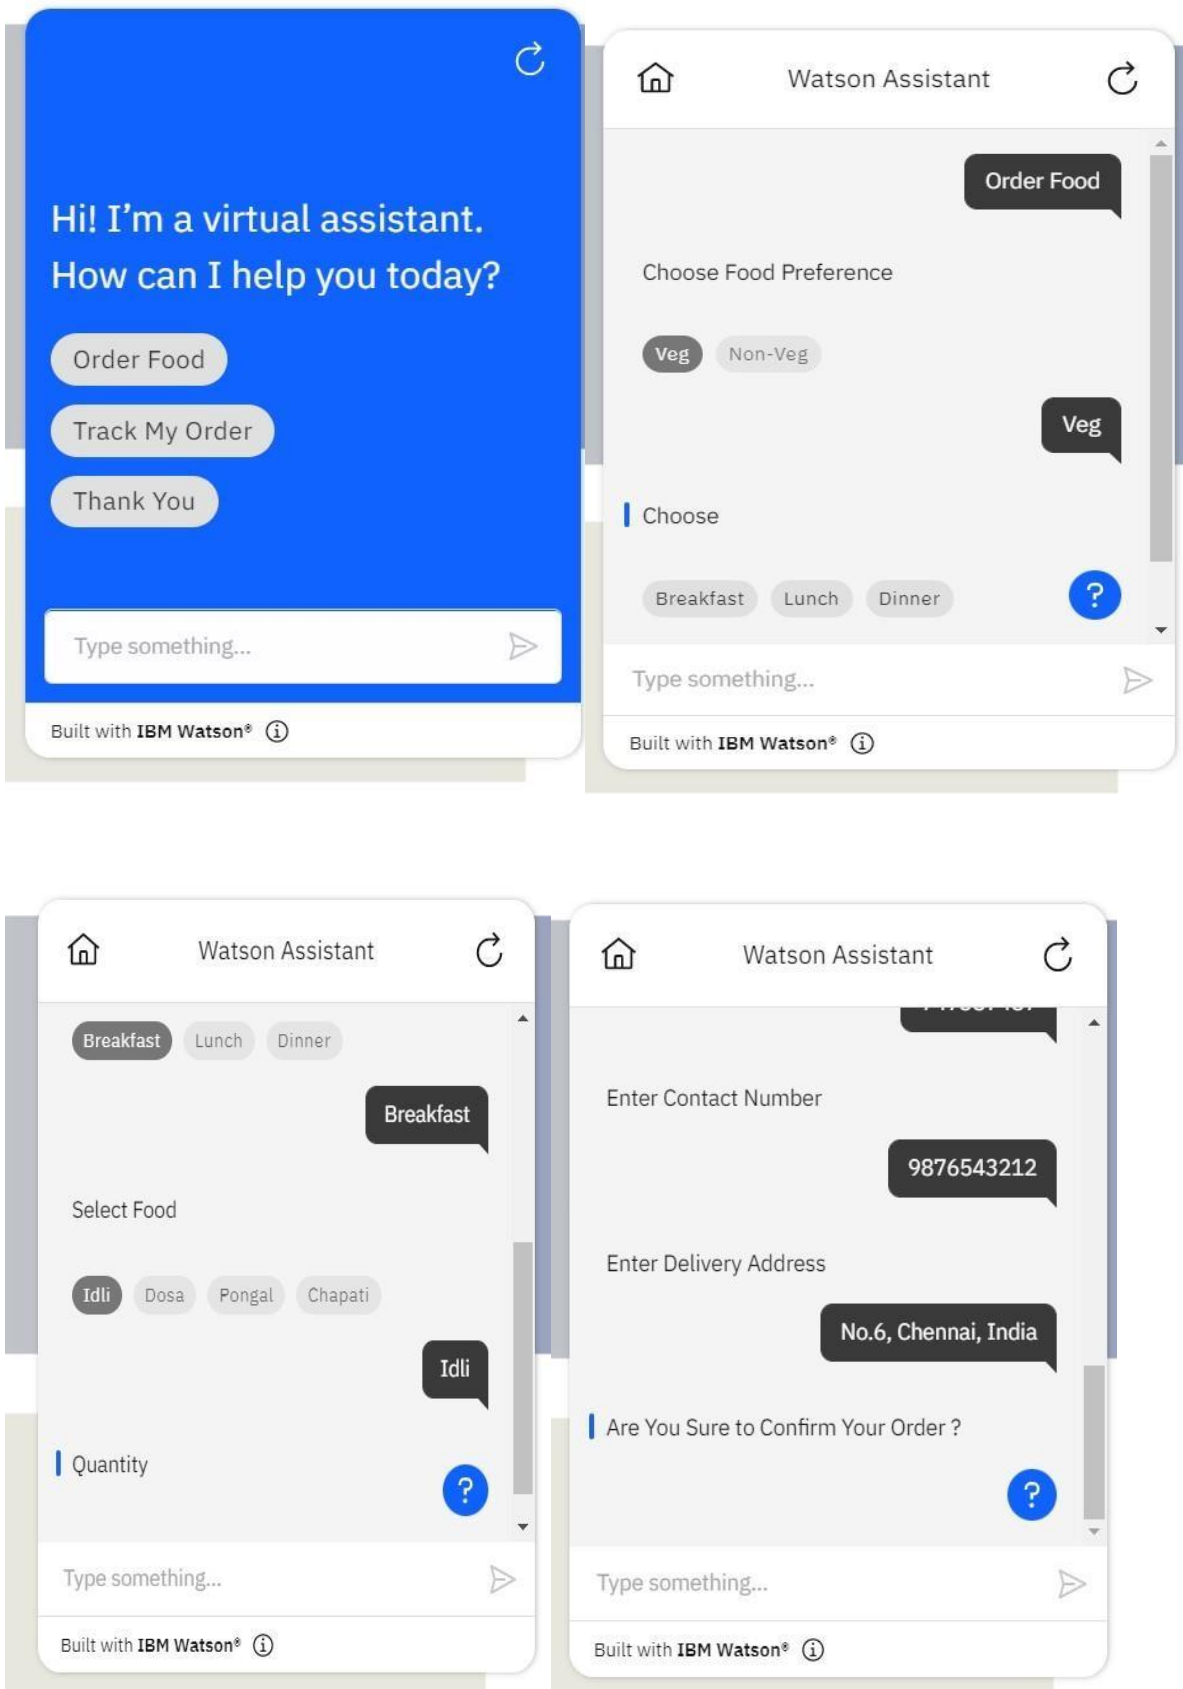 Hi! I’m a virtual assistant.
How can I help you today?
Order Food
Track My Order
Thank You
Type something...
Built with IBM Watson®
Watson Assistant
Order Food
Choose Food Preference
Veg Non-Veg
Veg
Choose
Breakfast Lunch Dinner
?
Type something...
Built with IBM Watson®
Watson Assistant
Breakfast Lunch Dinner
Breakfast
Select Food
Idli Dosa Pongal Chapati
Idli
Quantity
?
Type something...
Built with IBM Watson®
Watson Assistant
Enter Contact Number
9876543212
Enter Delivery Address
No.6, Chennai, India
Are You Sure to Confirm Your Order ?
?
Type something...
Built with IBM Watson®